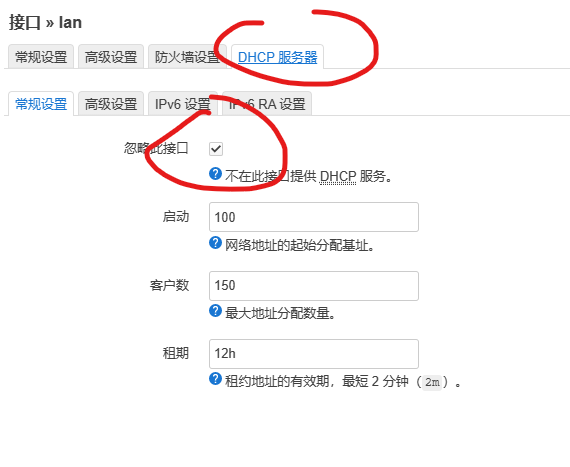 接口 » lan
常规设置 高级设置 防火墙设置 DHCP 服务器
常规设置 高级设置 IPv6 设置 IPv6 RA 设置
忽略此接口
不在此接口提供 DHCP 服务。
启动 100
网络地址的起始分配基址。
客户数 150
最大地址分配数量。
租期 12h
租约地址的有效期，最短 2 分钟（2m）。